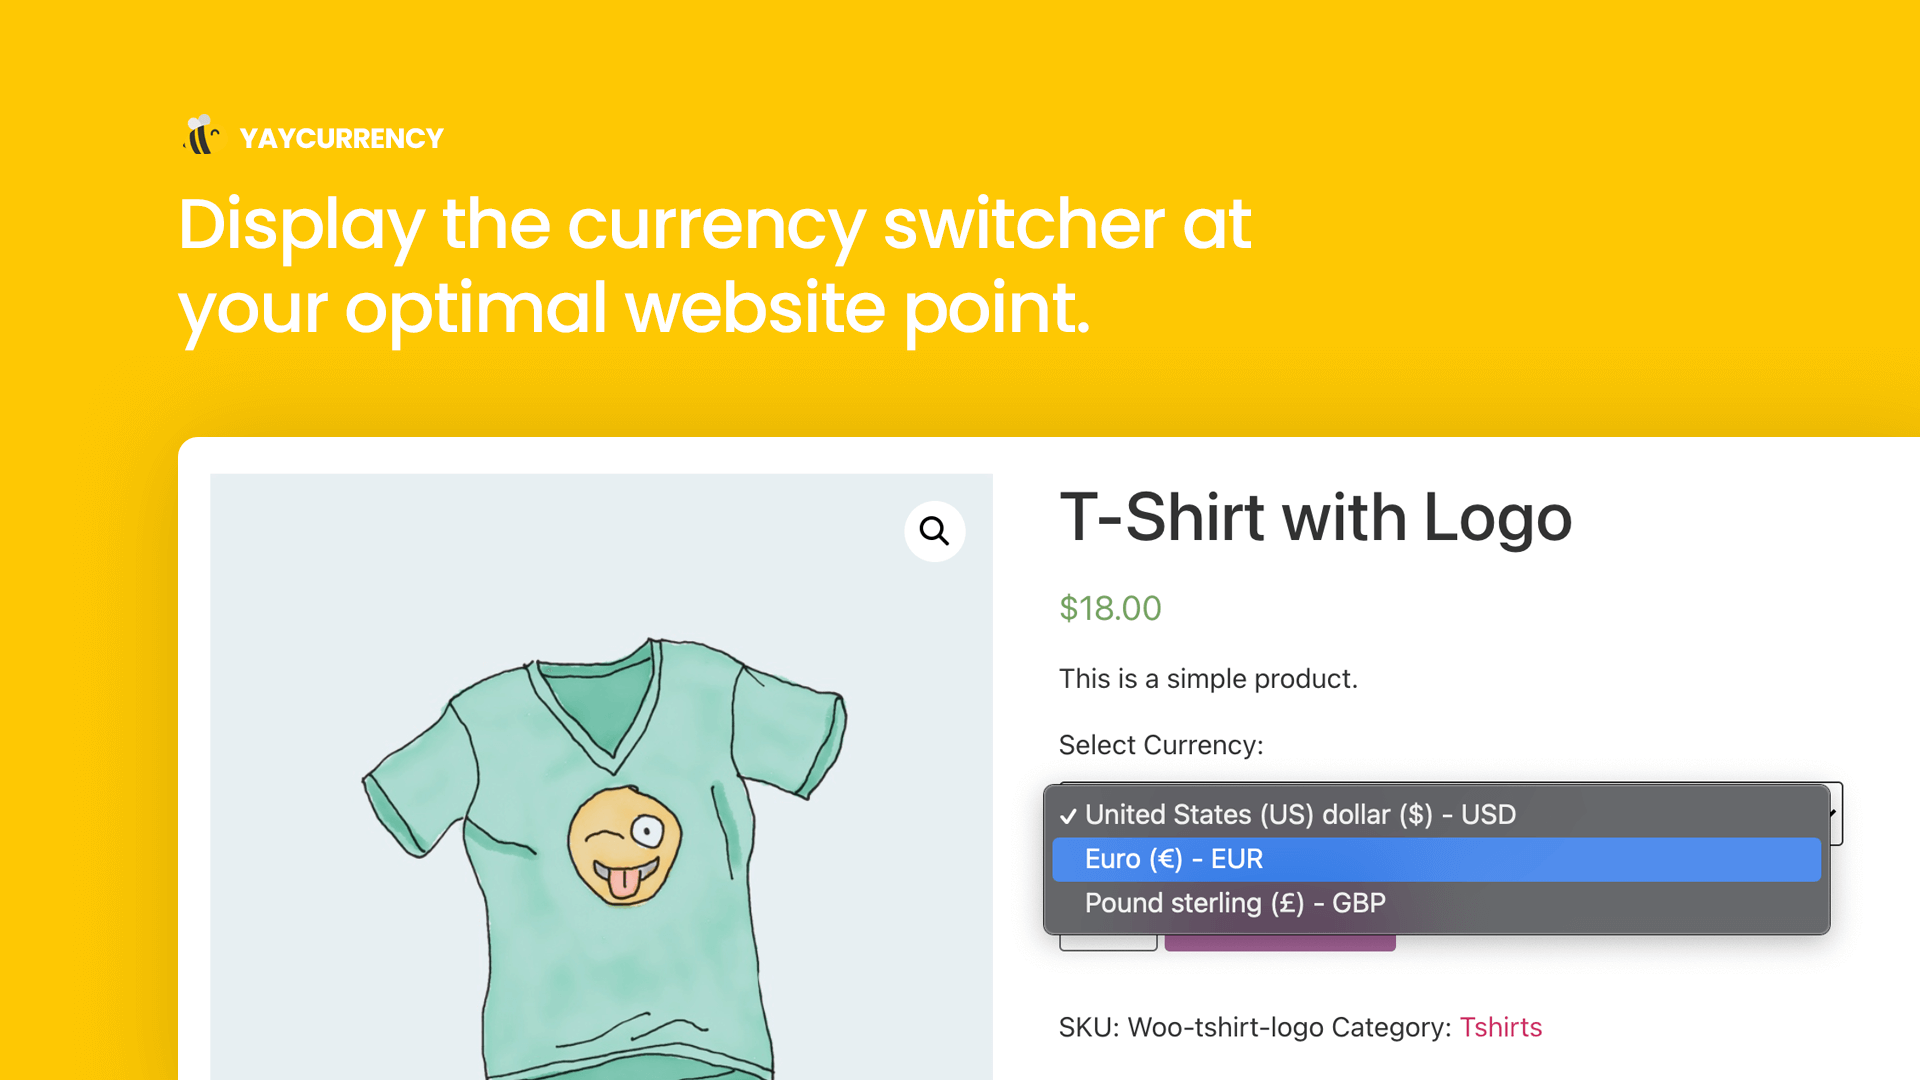 YAYCURRENCY
Display the currency switcher at
your optimal website point.
T-Shirt with Logo
$18.00
This is a simple product.
Select Currency:
✓ United States (US) dollar ($) - USD
Euro (€) - EUR
Pound sterling (£) - GBP
SKU: Woo-tshirt-logo Category: Tshirts